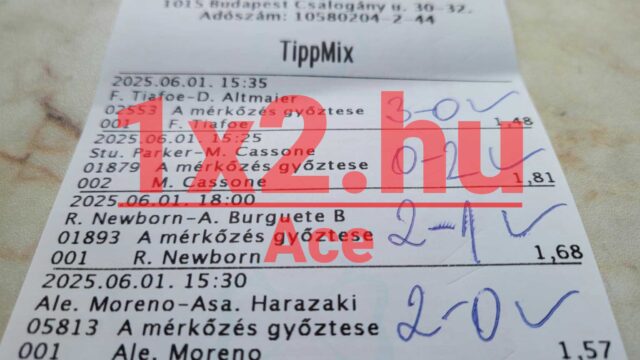 1015 Budapest Csalogány u. 30-32.
Adószám: 10580204-2-44
TippMix
2025.06.01. 15:35
F. Tiafoe-D. Altmaier
02553 A mérkőzés győztese 3-0
001 F. Tiafoe 1,48
2025.06.01. 15:25
Stu. Parker-M. Cassone
01879 A mérkőzés győztese 0-2
002 M. Cassone 1,81
2025.06.01. 18:00
R. Newborn-A. Burguete B
01893 A mérkőzés győztese 2-1
001 R. Newborn 1,68
2025.06.01. 15:30
Ale. Moreno-Asa. Harazaki
05813 A mérkőzés győztese 2-0
001 Ale. Moreno 1,57
1x2.hu
Ace